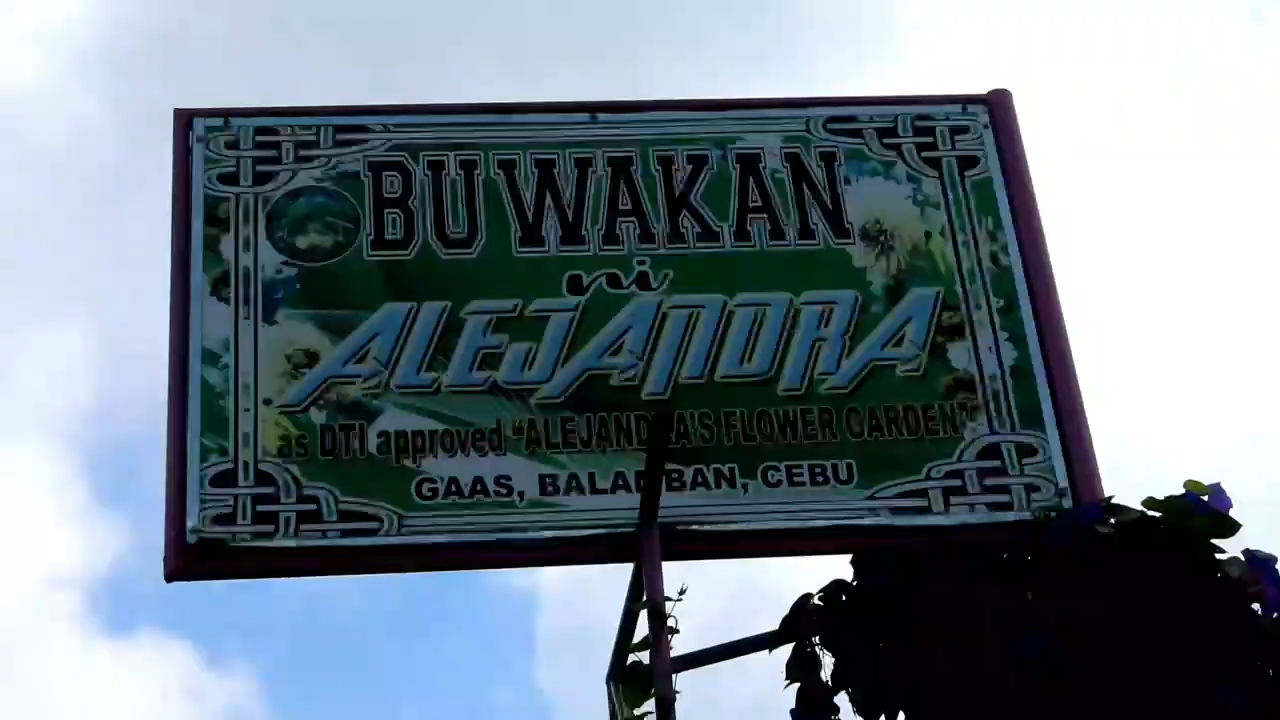 BUWAKAN
ni
ALEJANDRA
as DTI approved “ALEJANDRA'S FLOWER GARDEN”
GAAS, BALAMBAN, CEBU